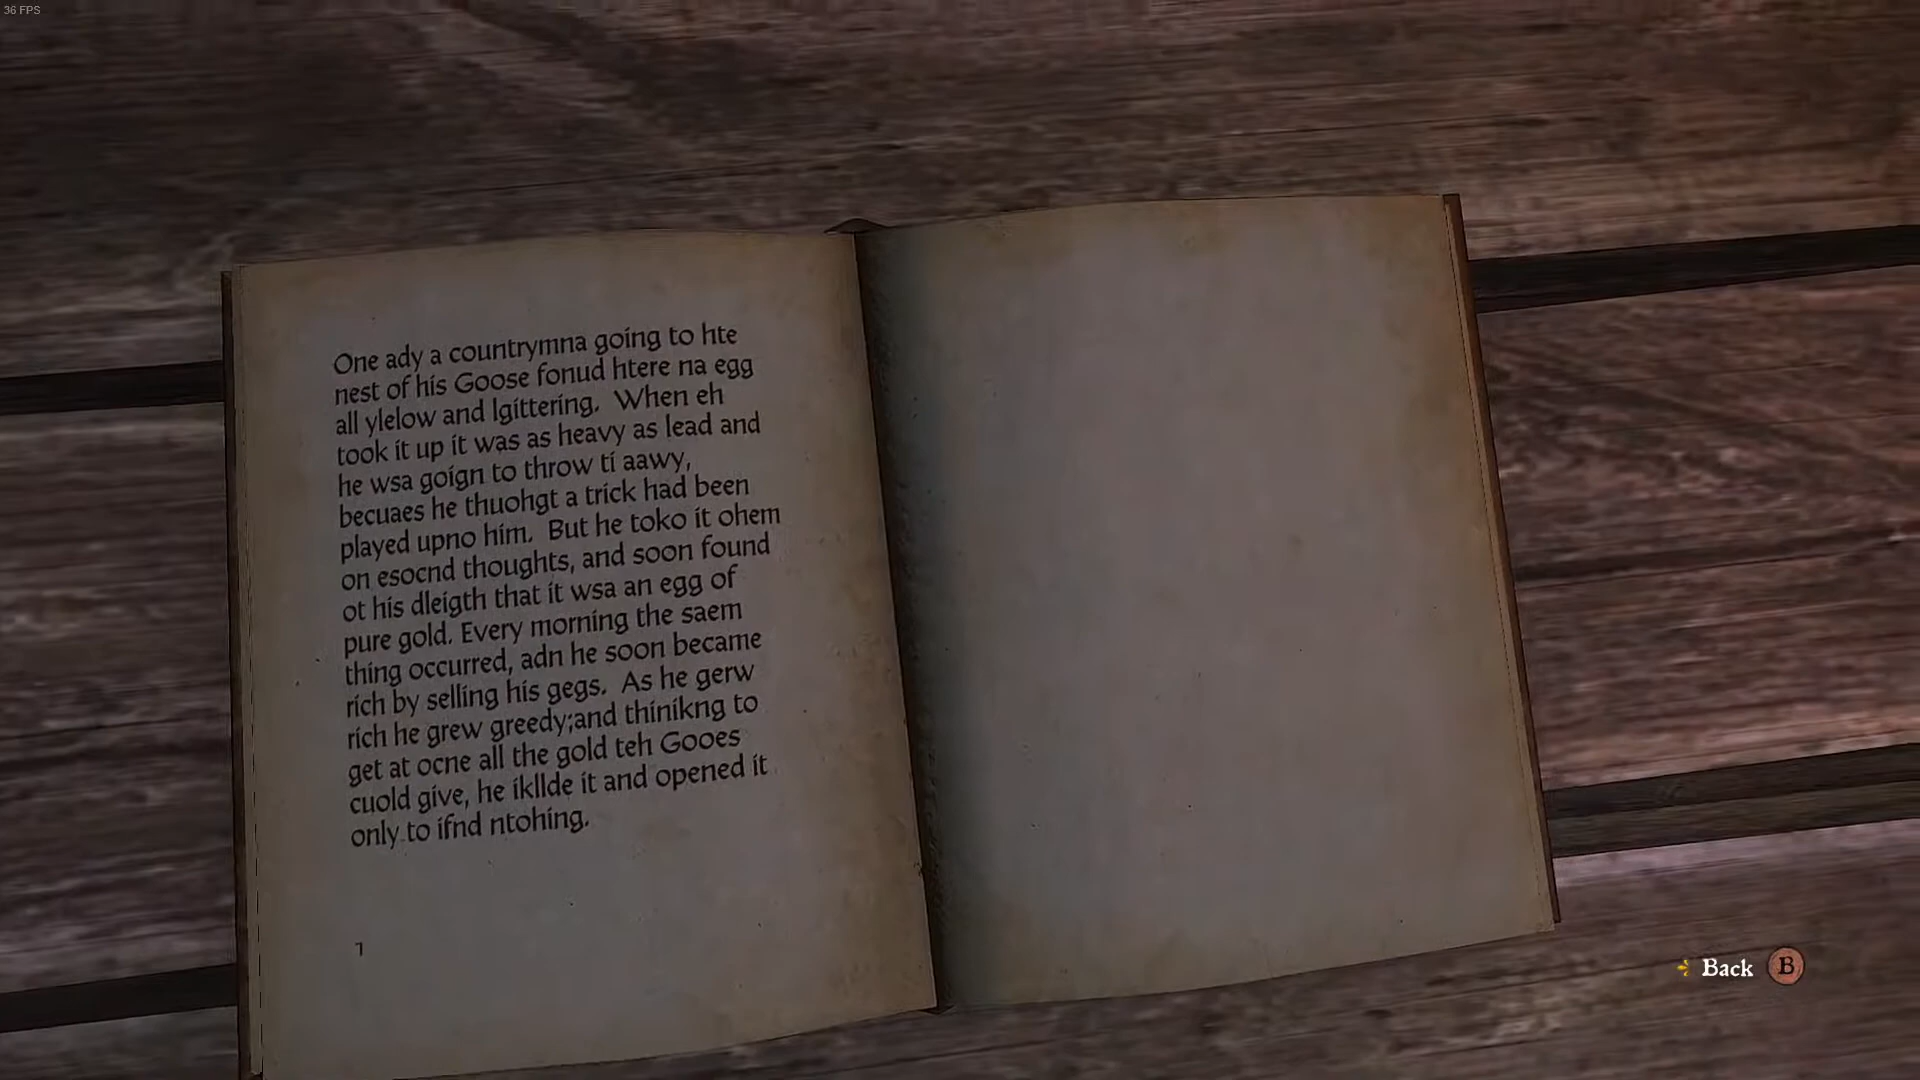 36 FPS
One ady a countrymna going to hte
nest of his Goose fonud htere na egg
all ylelow and lgittering. When eh
took it up it was as heavy as lead and
he wsa goign to throw ti aawy,
becuaes he thuohgt a trick had been
played upno him. But he toko it ohem
on esocnd thoughts, and soon found
ot his dleigth that it wsa an egg of
pure gold. Every morning the saem
thing occurred, adn he soon became
rich by selling his gegs. As he gerw
rich he grew greedy;and thinikng to
get at ocne all the gold teh Gooes
cuold give, he ikllde it and opened it
only to ifnd ntohing.
1
Back B